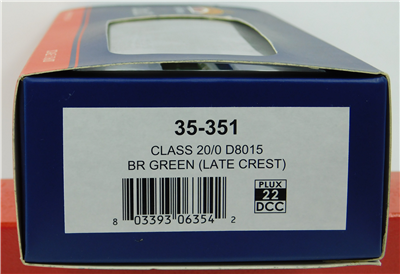 35-351
CLASS 20/0 D8015
BR GREEN (LATE CREST)
PLUX
22
DCC
8 03393 06354 2